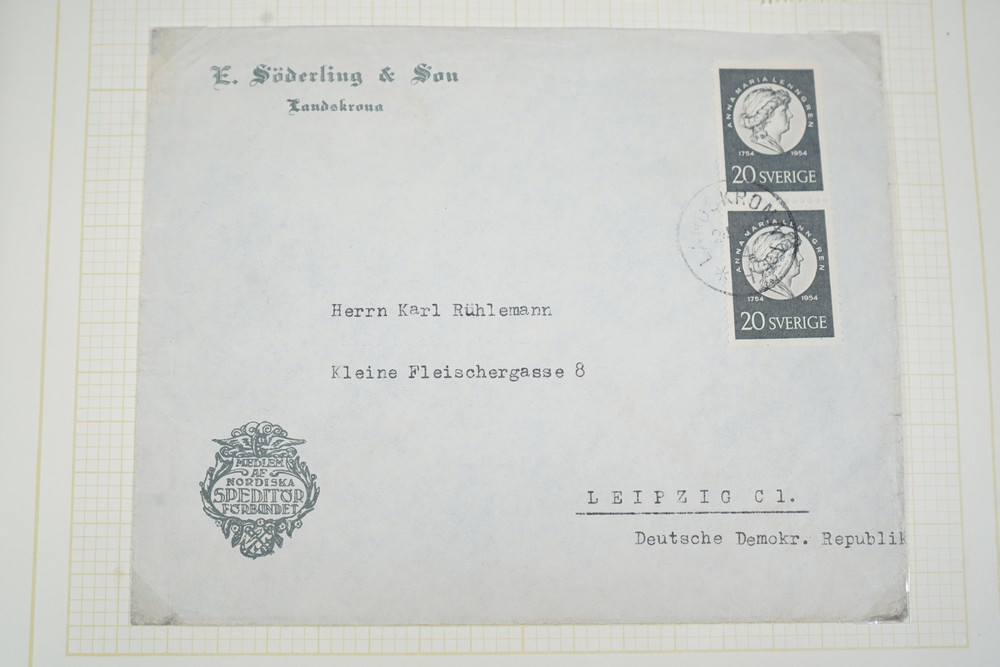 E. Söderling & Son
Landskrona
ANNA MARIA LENNGREN
1754 1954
20 SVERIGE
LANDSKRONA
ANNA MARIA LENNGREN
1754 1954
20 SVERIGE
Herrn Karl Rühlemann
Kleine Fleischergasse 8
MEDLEM
AF
NORDISKA
SPEDITÖR
FÖRBUNDET
LEIPZIG C1.
Deutsche Demokr. Republik